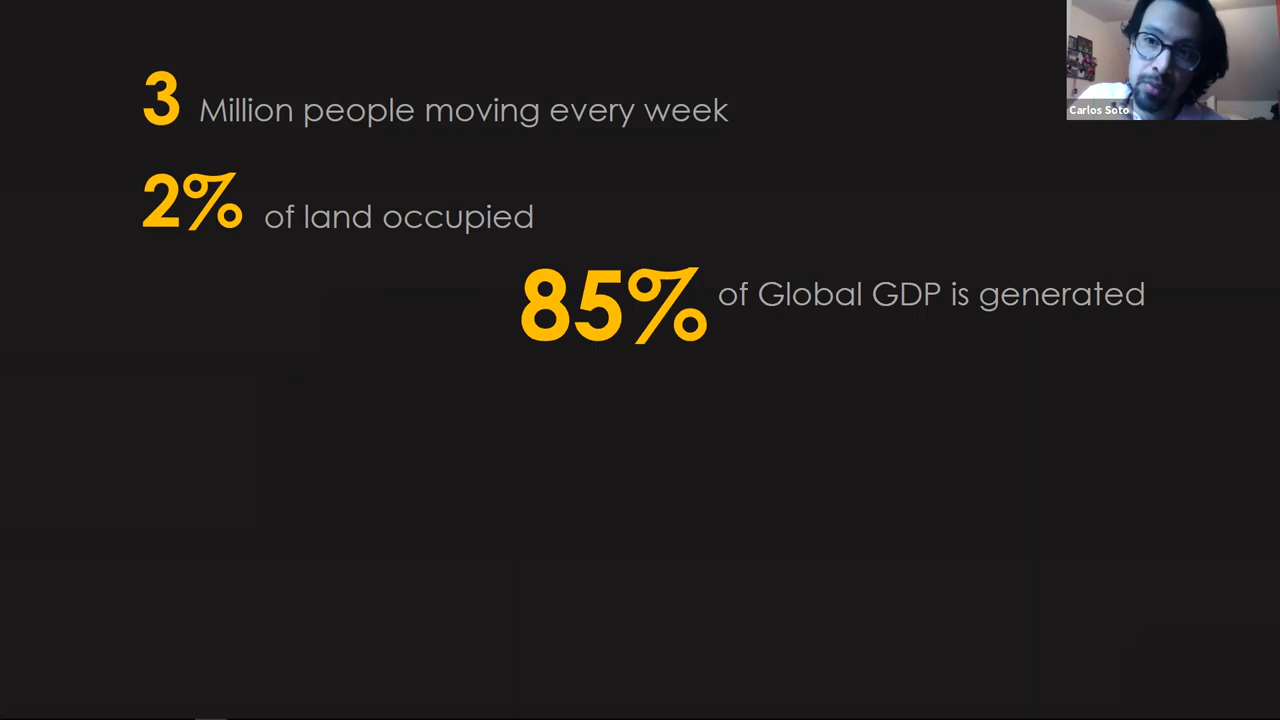 3 Million people moving every week
2% of land occupied
85% of Global GDP is generated
Carlos Soto